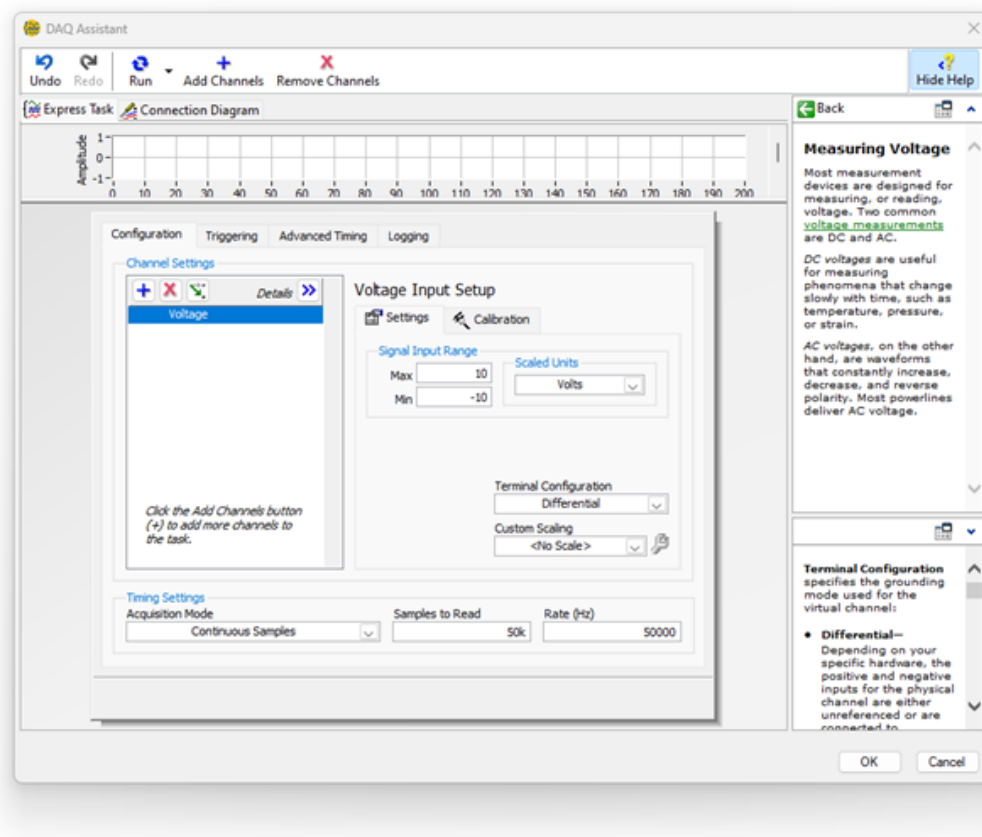 DAQ Assistant
Undo Redo Run Add Channels Remove Channels Hide Help
Express Task Connection Diagram
Amplitude
1
0
-1
0 10 20 30 40 50 60 70 80 90 100 110 120 130 140 150 160 170 180 190 200
Configuration Triggering Advanced Timing Logging
Channel Settings
Details
Voltage
Click the Add Channels button
(+) to add more channels to
the task.
Voltage Input Setup
Settings Calibration
Signal Input Range
Max 10
Min -10
Scaled Units
Volts
Terminal Configuration
Differential
Custom Scaling
<No Scale>
Timing Settings
Acquisition Mode Samples to Read Rate (Hz)
Continuous Samples 50k 50000
Back
Measuring Voltage
Most measurement
devices are designed for
measuring, or reading,
voltage. Two common
voltage measurements
are DC and AC.
DC voltages are useful
for measuring
phenomena that change
slowly with time, such as
temperature, pressure,
or strain.
AC voltages, on the other
hand, are waveforms
that constantly increase,
decrease, and reverse
polarity. Most powerlines
deliver AC voltage.
Terminal Configuration
specifies the grounding
mode used for the
virtual channel:
• Differential—
Depending on your
specific hardware, the
positive and negative
inputs for the physical
channel are either
unreferenced or are
connected to
OK Cancel